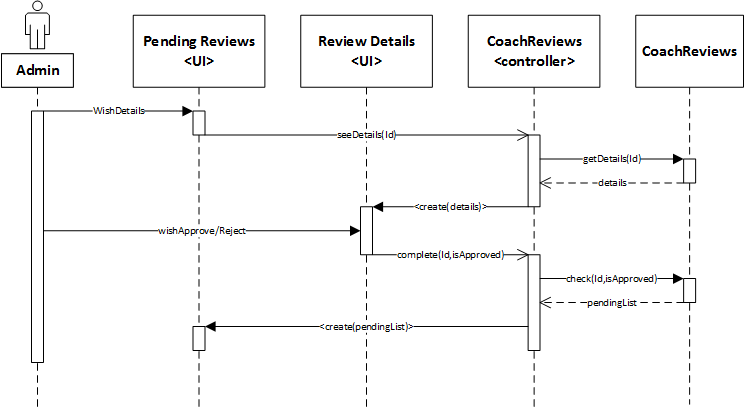 Admin
Pending Reviews
<UI>
Review Details
<UI>
CoachReviews
<controller>
CoachReviews
WishDetails
seeDetails(Id)
getDetails(Id)
details
<create(details)>
wishApprove/Reject
complete(Id,isApproved)
check(Id,isApproved)
pendingList
<create(pendingList)>